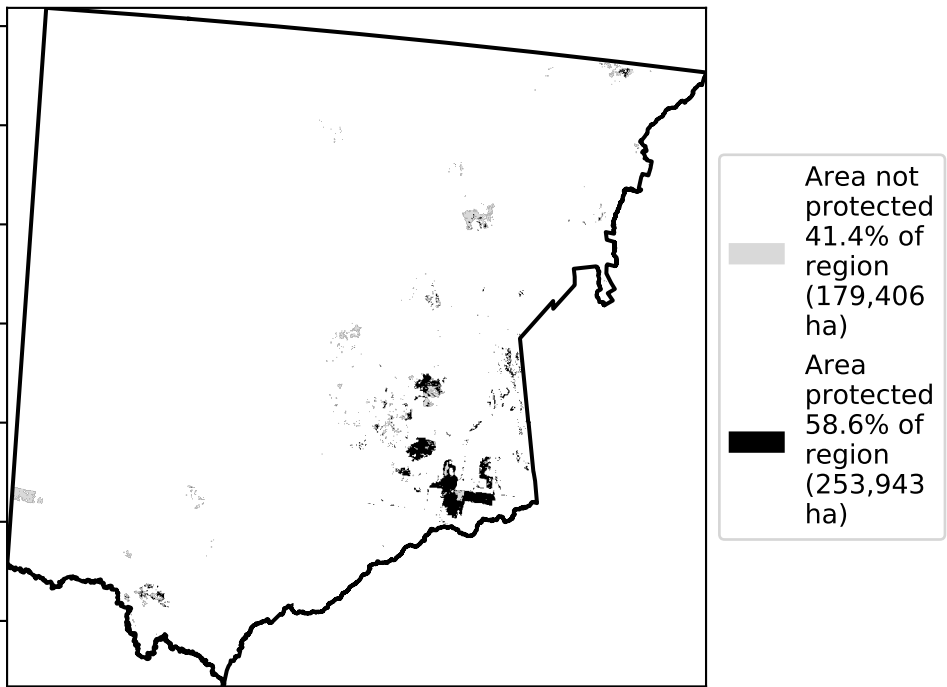 Area not
protected
41.4% of
region
(179,406
ha)
Area
protected
58.6% of
region
(253,943
ha)